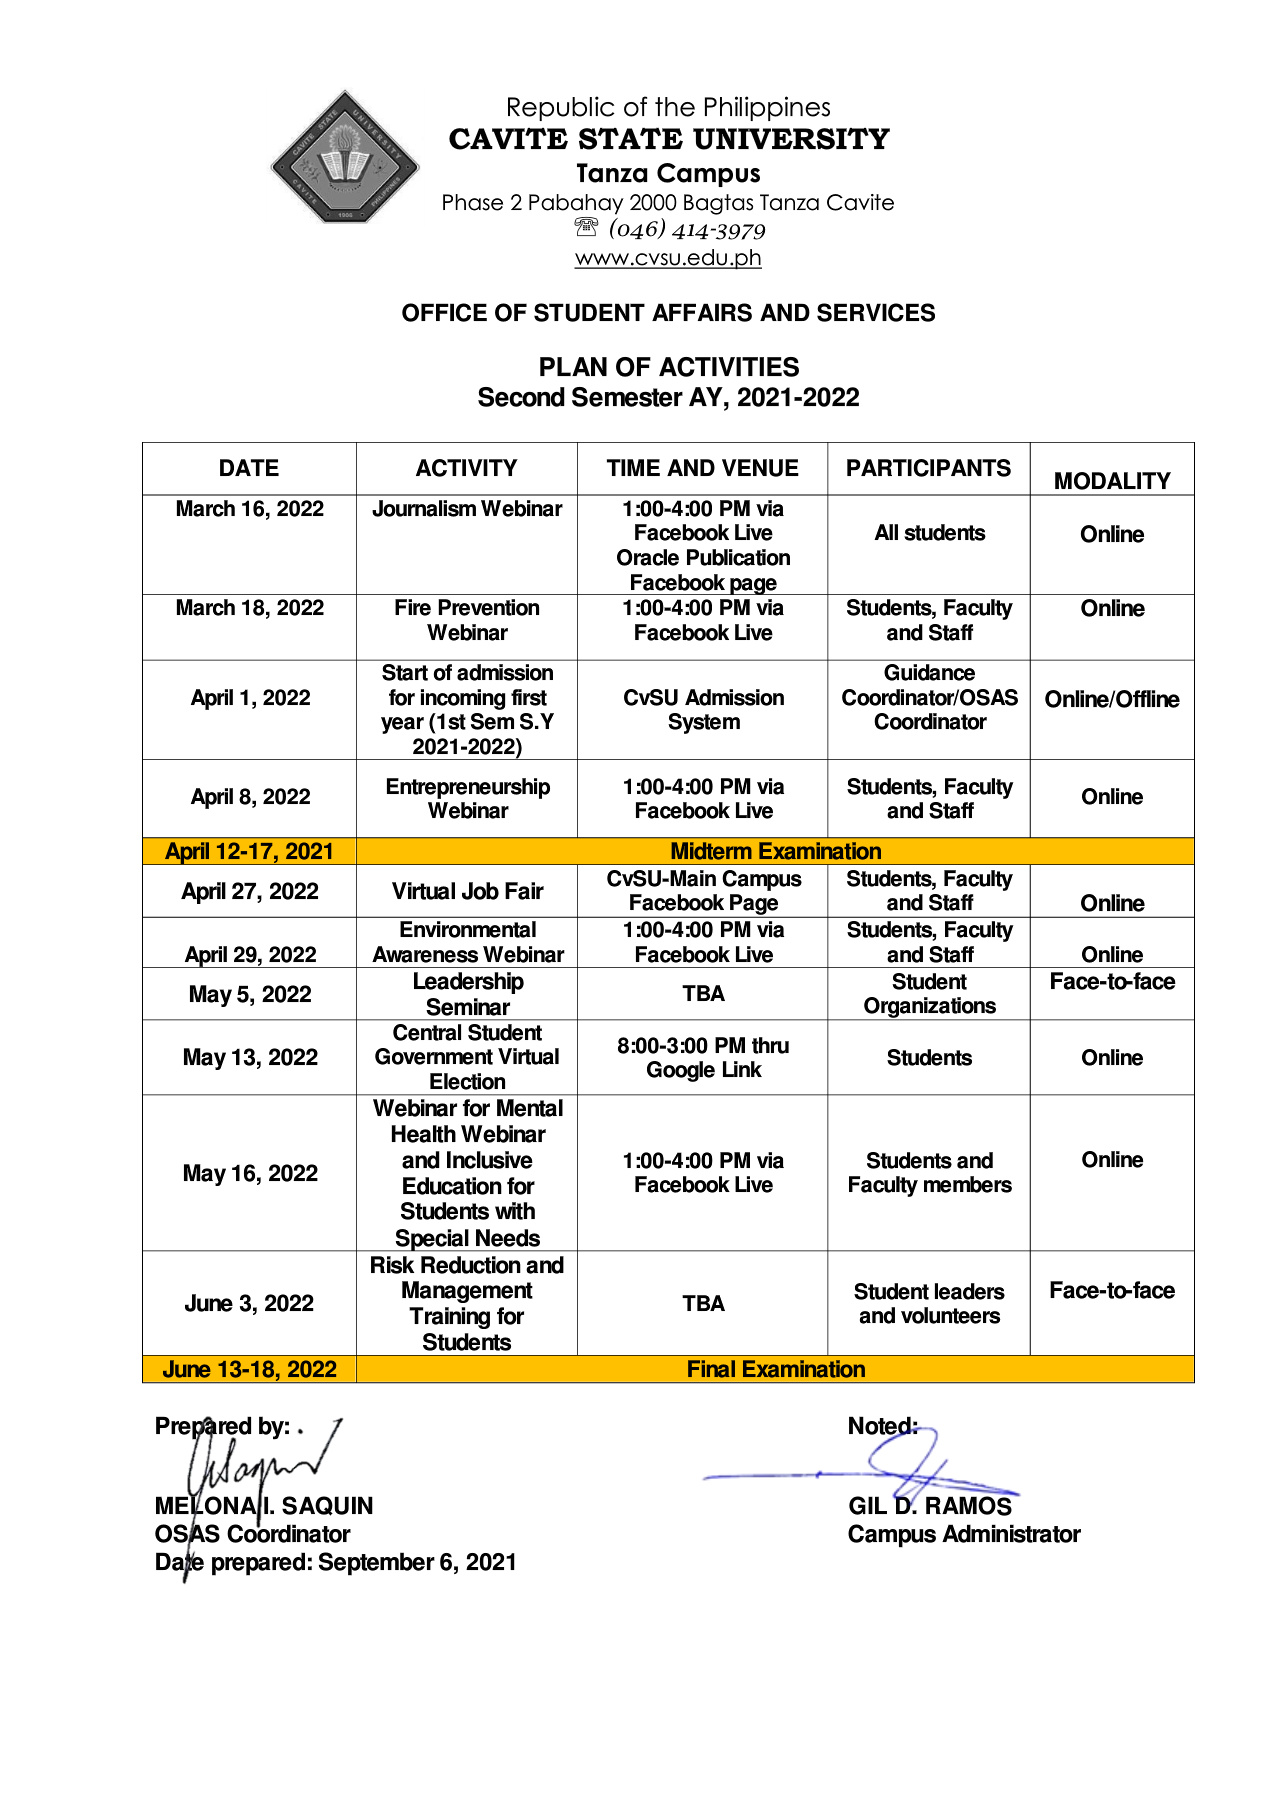 Republic of the Philippines
CAVITE STATE UNIVERSITY
Tanza Campus
Phase 2 Pabahay 2000 Bagtas Tanza Cavite
☏ (046) 414-3979
www.cvsu.edu.ph
CAVITE STATE UNIVERSITY
CAVITE
PHILIPPINES
1906
OFFICE OF STUDENT AFFAIRS AND SERVICES
PLAN OF ACTIVITIES
Second Semester AY, 2021-2022
DATE ACTIVITY TIME AND VENUE PARTICIPANTS MODALITY
March 16, 2022 Journalism Webinar 1:00-4:00 PM via
Facebook Live
Oracle Publication
Facebook page
All students
Online
March 18, 2022
Fire Prevention
Webinar
1:00-4:00 PM via
Facebook Live
Students, Faculty
and Staff
Online
April 1, 2022
Start of admission
for incoming first
year (1st Sem S.Y
2021-2022)
CvSU Admission
System
Guidance
Coordinator/OSAS
Coordinator
Online/Offline
April 8, 2022
Entrepreneurship
Webinar
1:00-4:00 PM via
Facebook Live
Students, Faculty
and Staff
Online
April 12-17, 2021 Midterm Examination
April 27, 2022
Virtual Job Fair
CvSU-Main Campus
Facebook Page
Students, Faculty
and Staff
Online
April 29, 2022
Environmental
Awareness Webinar
1:00-4:00 PM via
Facebook Live
Students, Faculty
and Staff
Online
May 5, 2022
Leadership
Seminar
TBA
Student
Organizations
Face-to-face
May 13, 2022
Central Student
Government Virtual
Election
8:00-3:00 PM thru
Google Link
Students
Online
May 16, 2022
Webinar for Mental
Health Webinar
and Inclusive
Education for
Students with
Special Needs
1:00-4:00 PM via
Facebook Live
Students and
Faculty members
Online
June 3, 2022
Risk Reduction and
Management
Training for
Students
TBA
Student leaders
and volunteers
Face-to-face
June 13-18, 2022 Final Examination
Prepared by:
MELONA I. SAQUIN
OSAS Coordinator
Date prepared: September 6, 2021
Noted:
GIL D. RAMOS
Campus Administrator